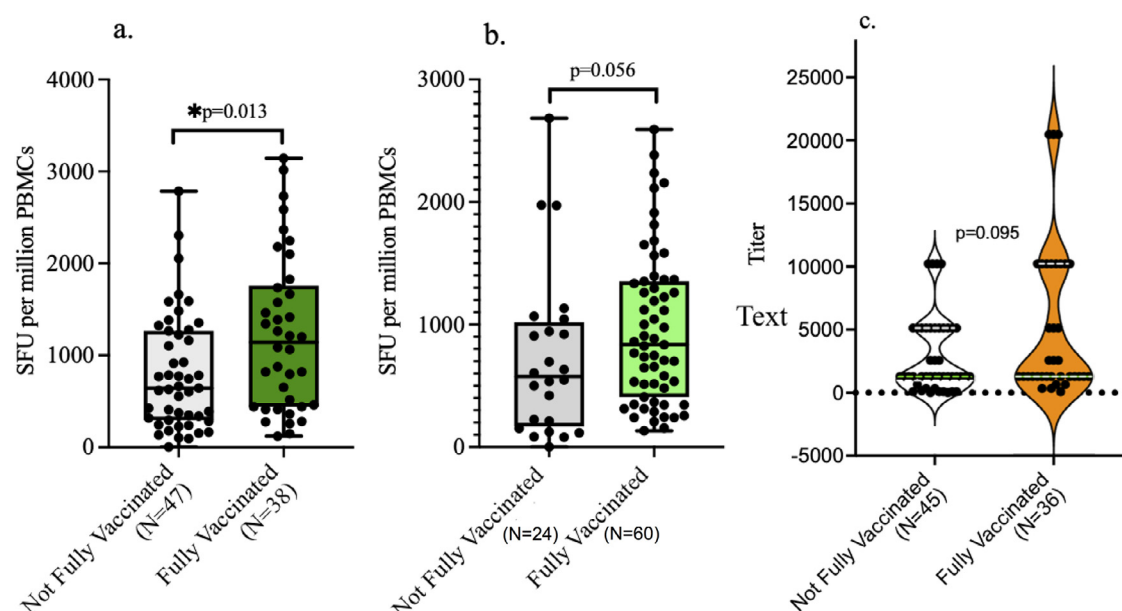 a.
SFU per million PBMCs
4000
3000
2000
1000
0
✱p=0.013
Not Fully Vaccinated
(N=47)
Fully Vaccinated
(N=38)
b.
SFU per million PBMCs
3000
2000
1000
0
p=0.056
Not Fully Vaccinated
(N=24)
Fully Vaccinated
(N=60)
c.
Titer
Text
25000
20000
15000
10000
5000
0
-5000
p=0.095
Not Fully Vaccinated
(N=45)
Fully Vaccinated
(N=36)